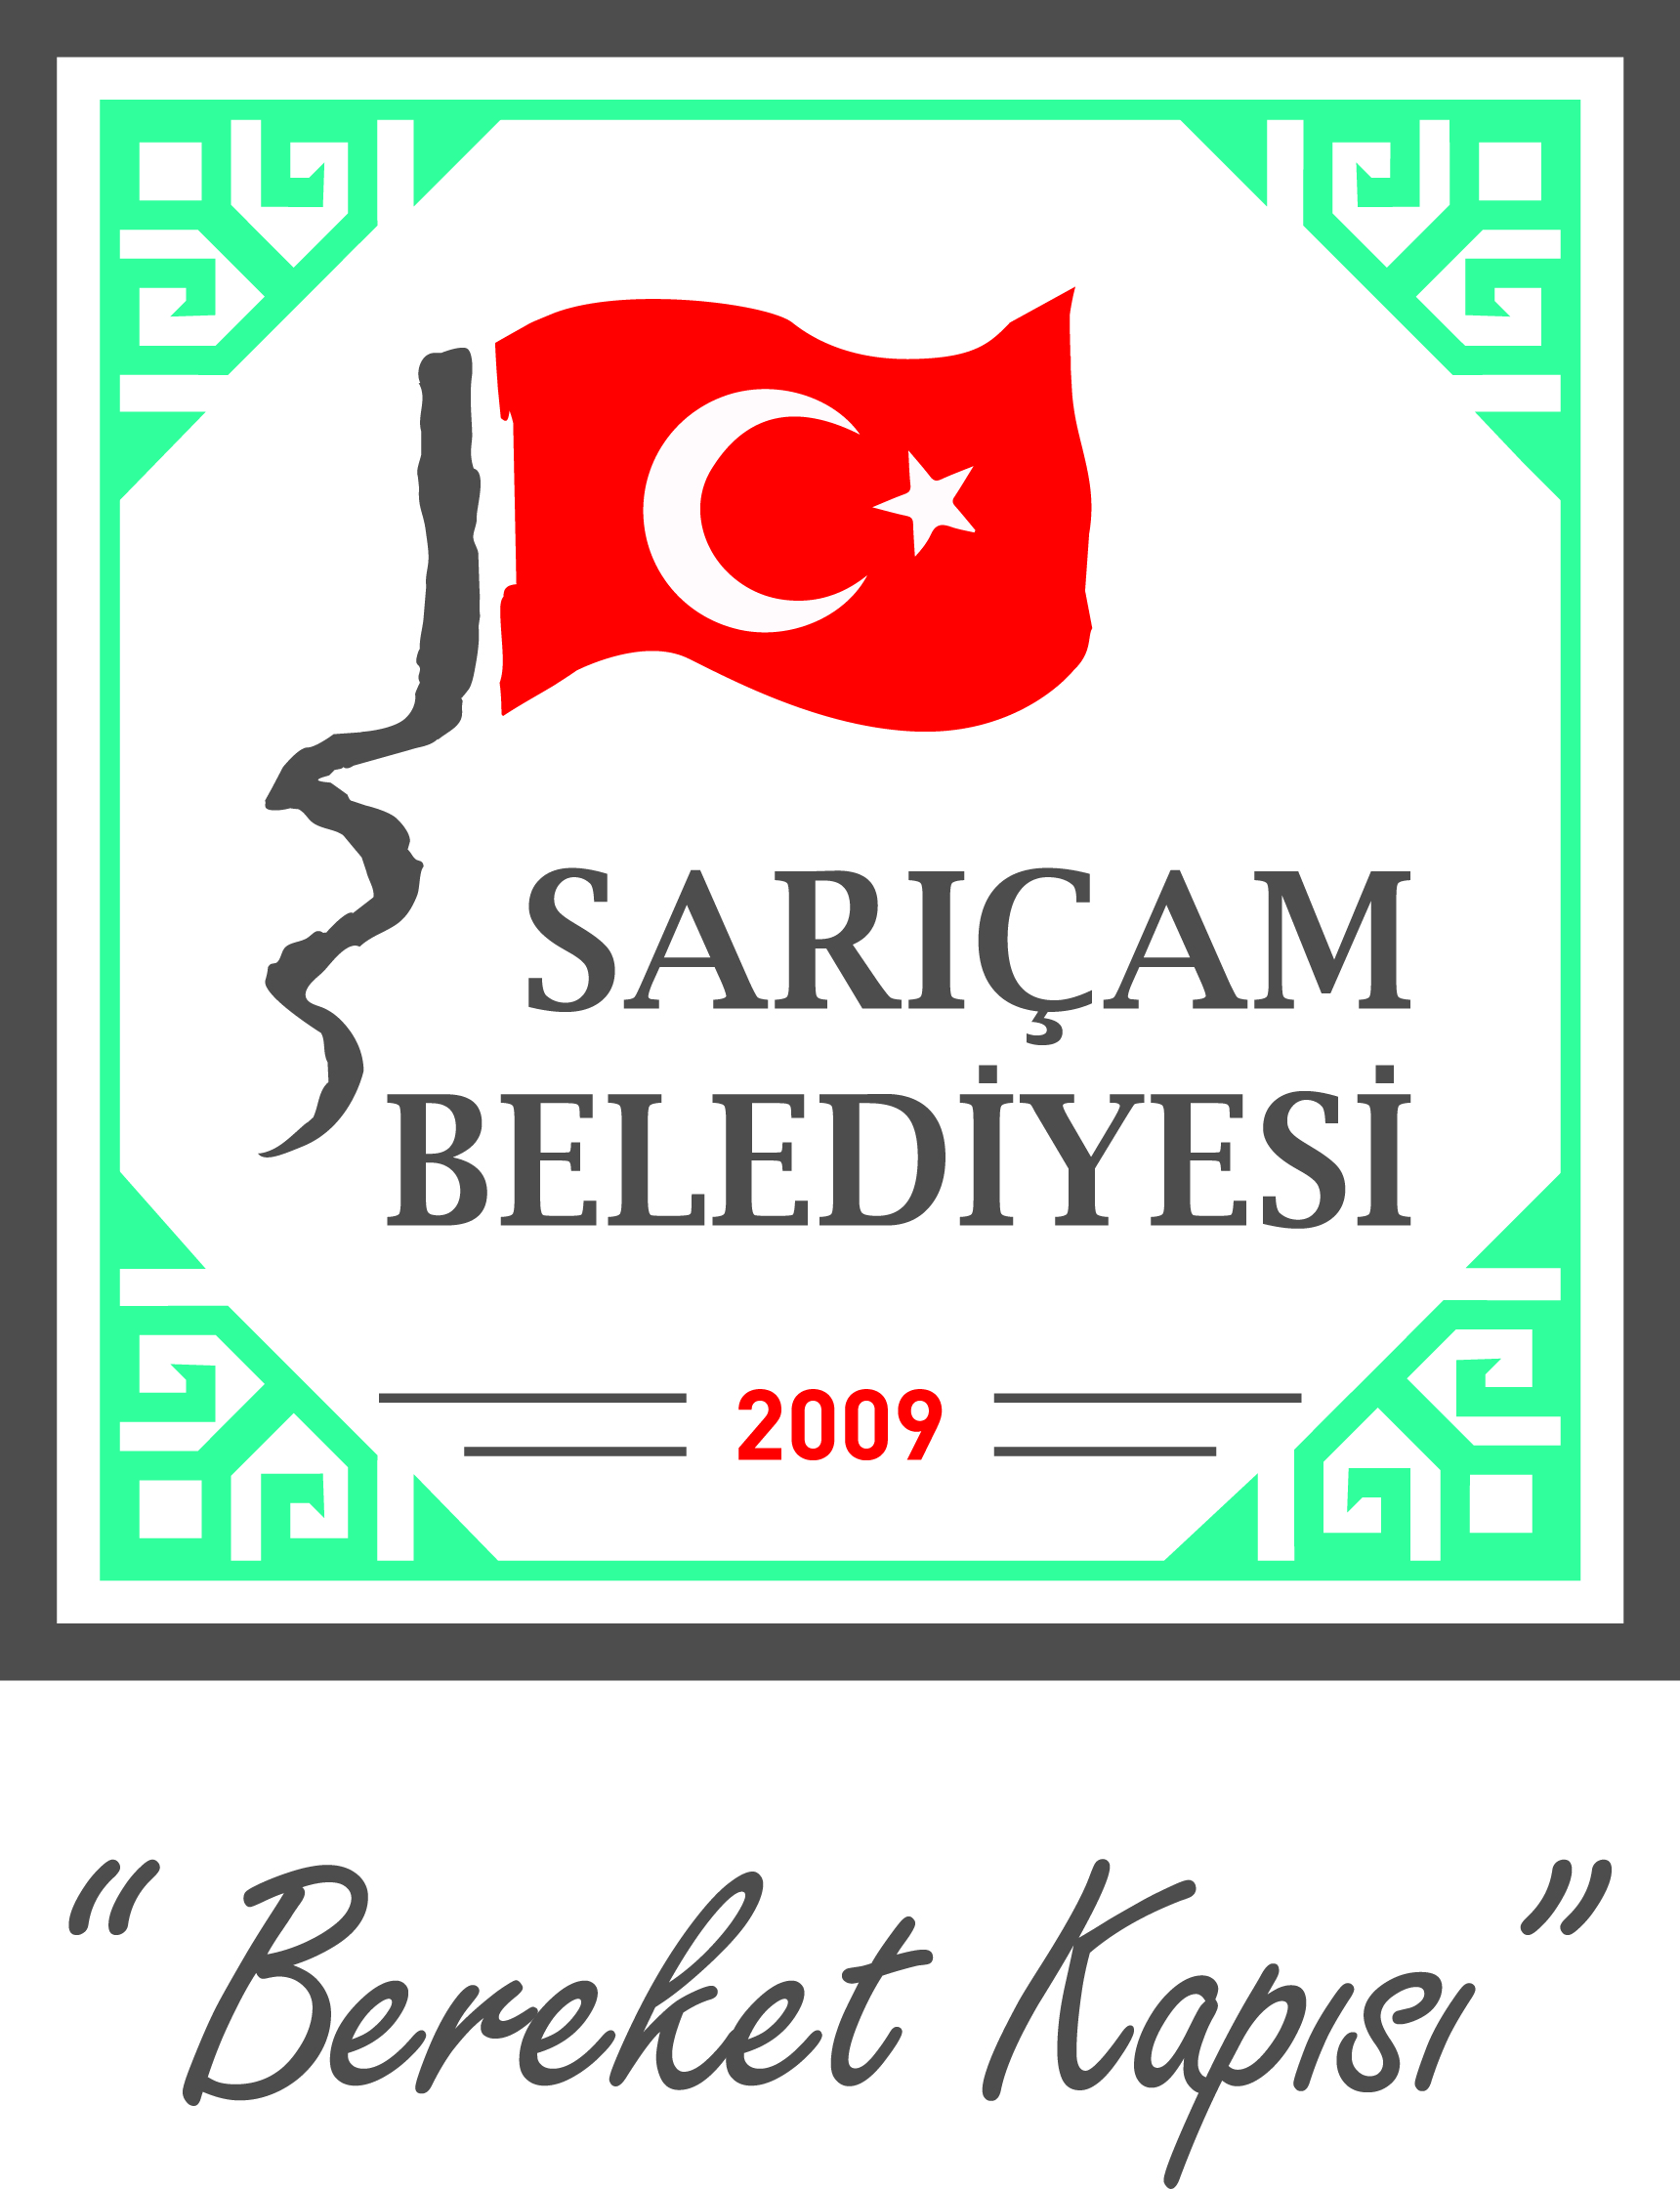 SARIÇAM
BELEDİYESİ
2009
“Bereket Kapısı”